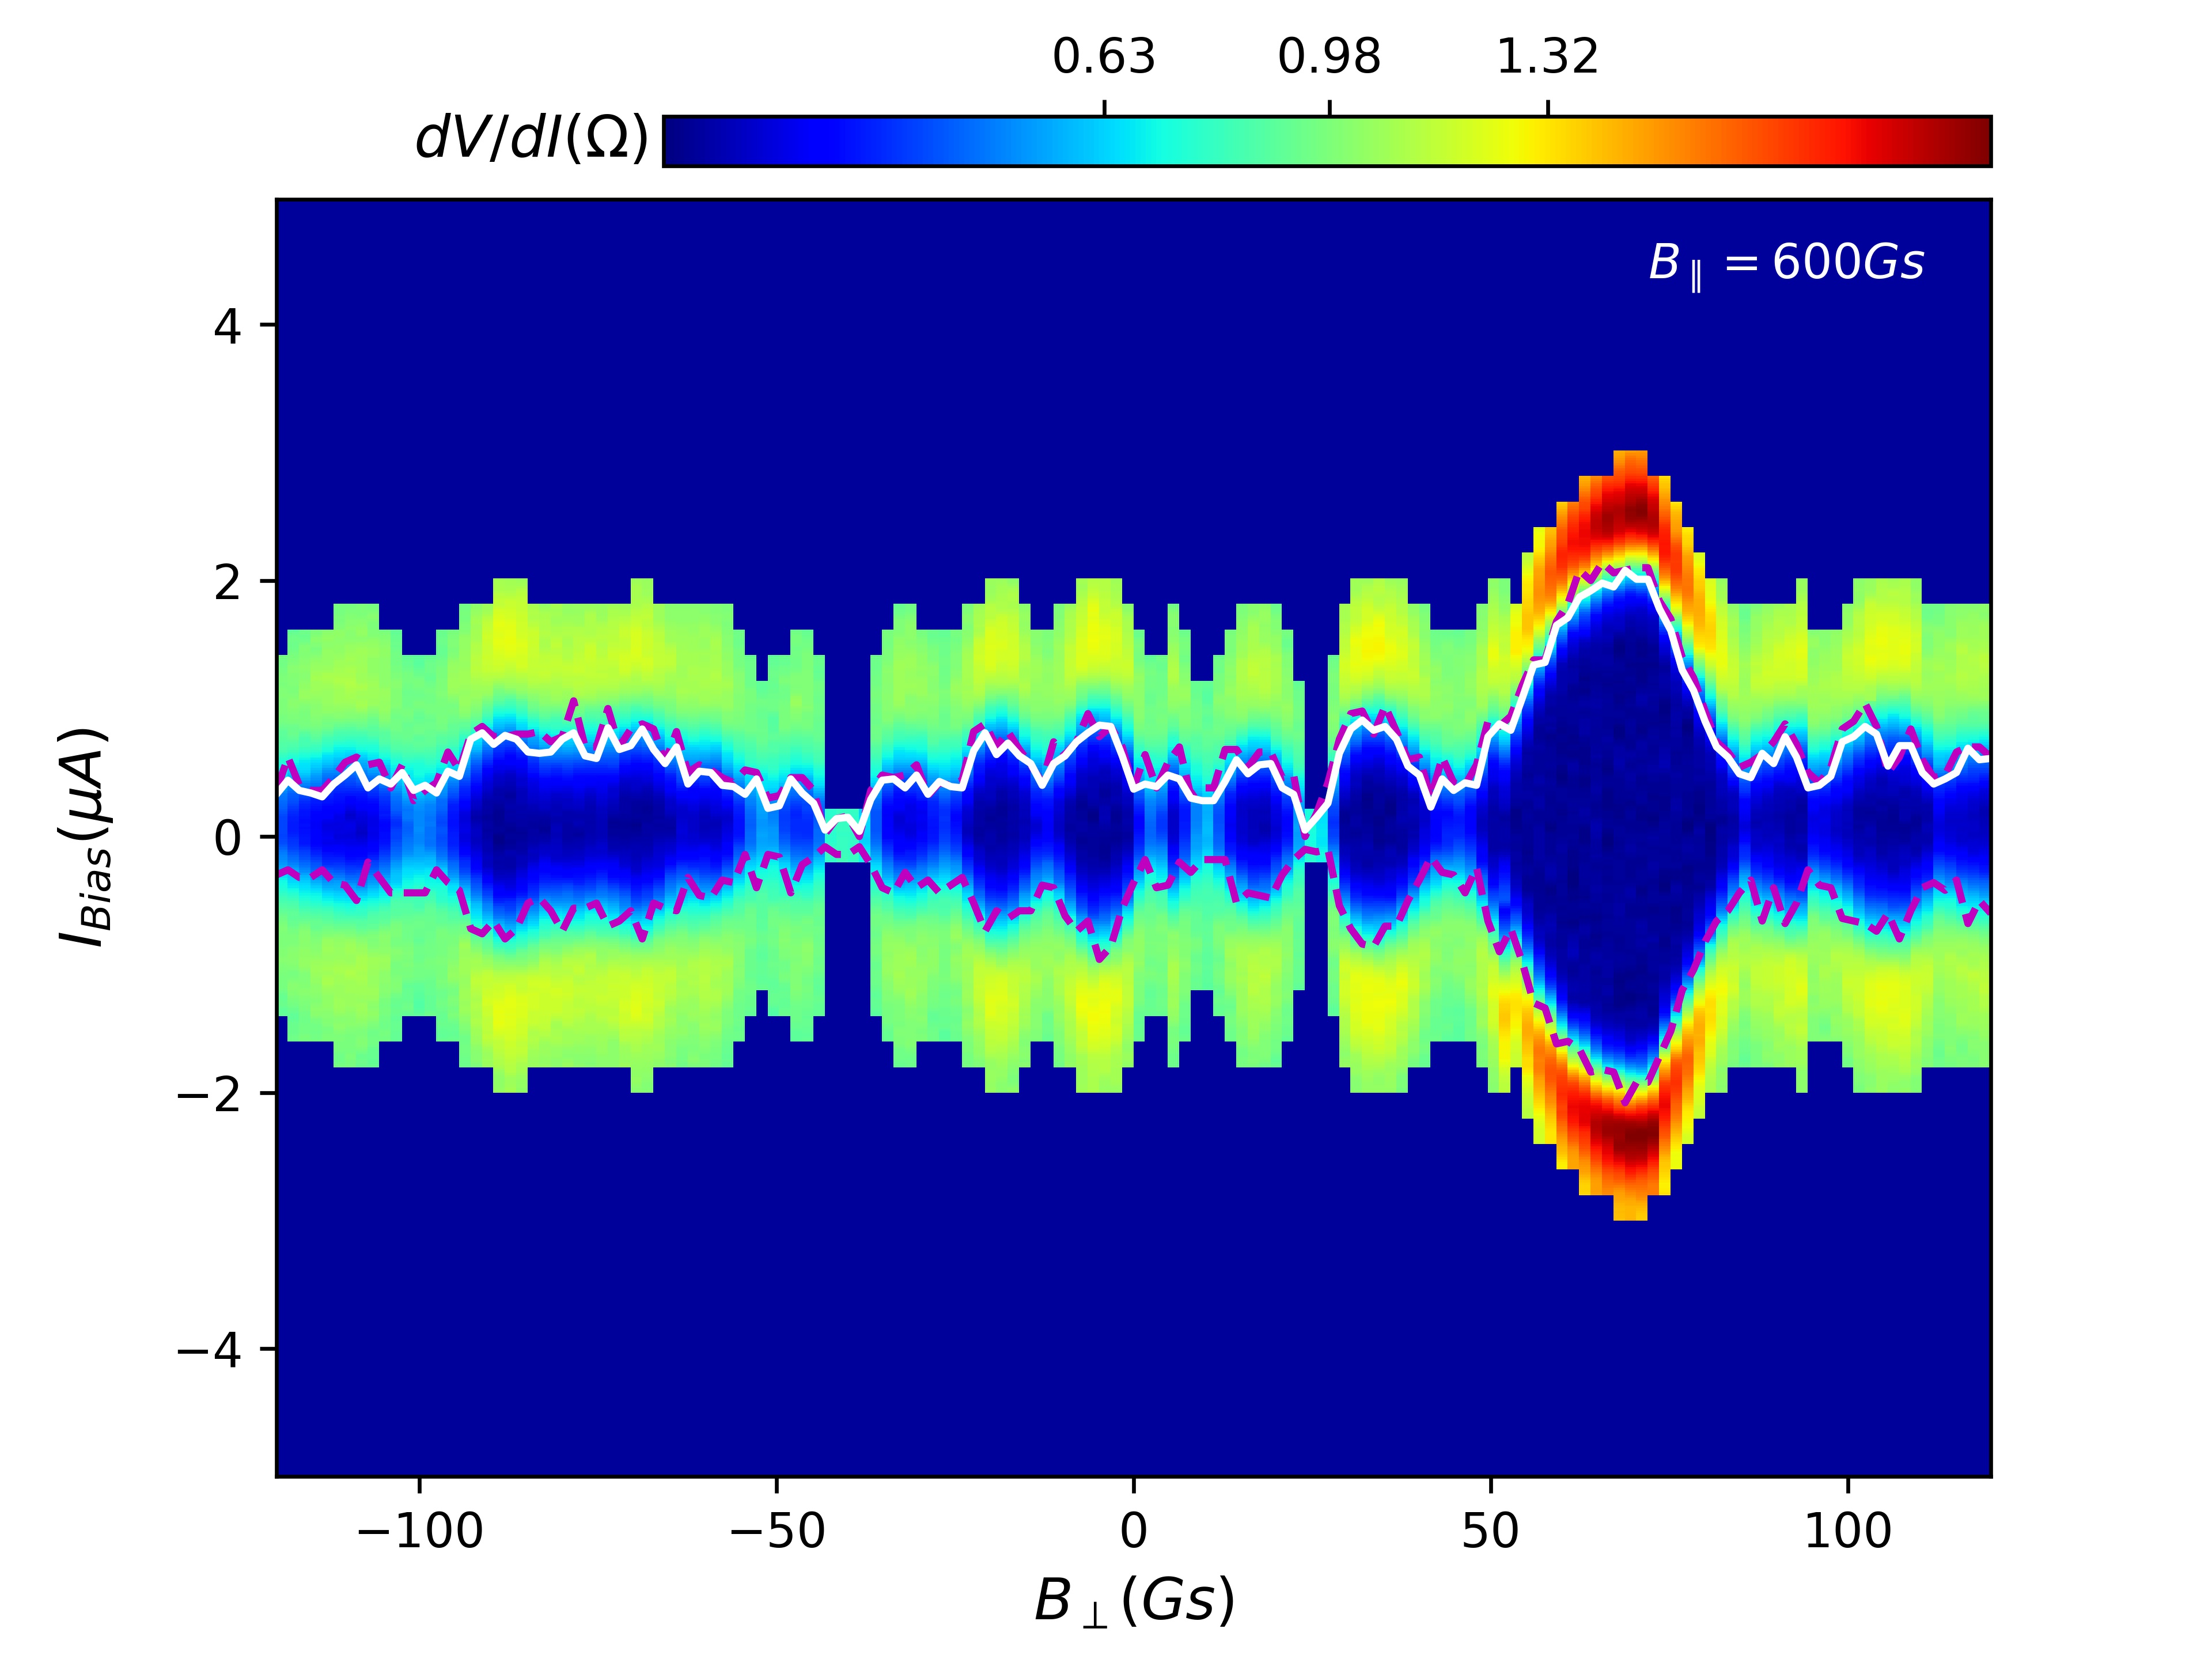 0.63 0.98 1.32
dV/dI(Ω)
B∥ = 600Gs
4
2
0
−2
−4
I_Bias(μA)
−100 −50 0 50 100
B⊥(Gs)